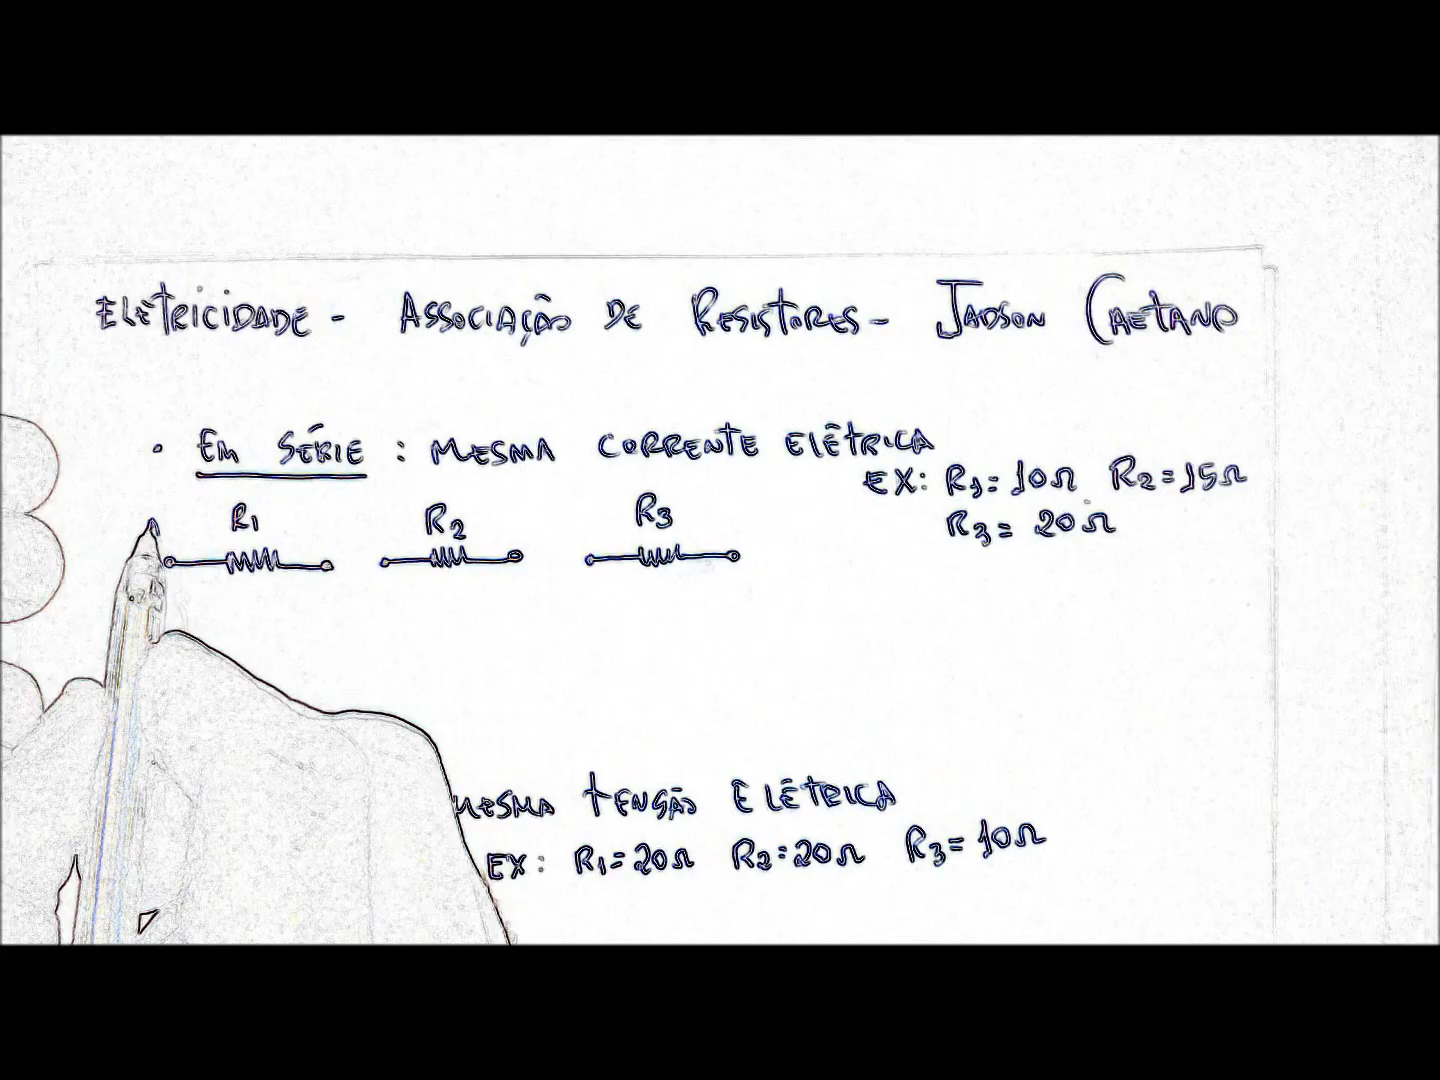 ELÉTRICIDADE - ASSOCIAÇÃO DE RESISTORES - JADSON CAETANO
• EM SÉRIE : MESMA CORRENTE ELÉTRICA
EX: R1 = 10Ω R2 = 15Ω
R3 = 20Ω
R1 R2 R3
MESMA TENSÃO ELÉTRICA
EX: R1 = 20Ω R2 = 20Ω R3 = 10Ω